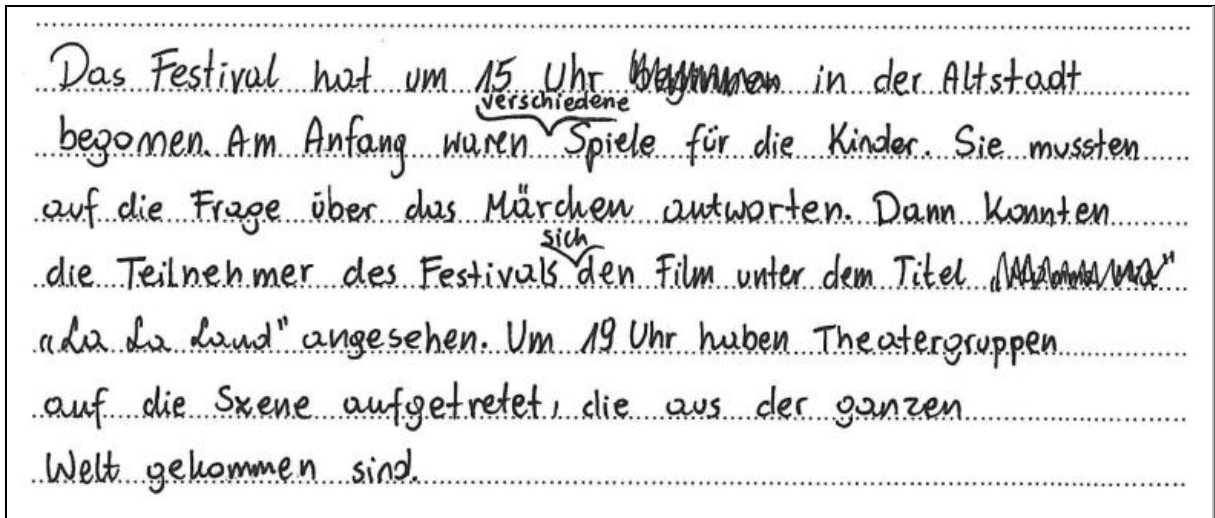 Das Festival hat um 15 Uhr in der Altstadt
verschiedene
begomen. Am Anfang waren Spiele für die Kinder. Sie mussten
auf die Frage über das Märchen antworten. Dann konnten
sich
die Teilnehmer des Festivals den Film unter dem Titel
„La La Land" angesehen. Um 19 Uhr haben Theatergruppen
auf die Szene aufgetretet, die aus der ganzen
Welt gekommen sind.